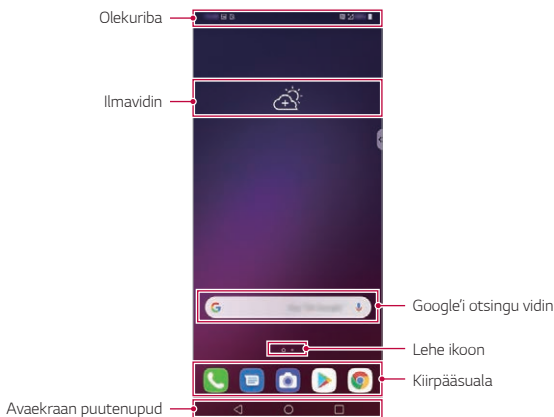 Olekuriba
Ilmavidin
Google’i otsingu vidin
Lehe ikoon
Kiirpääsuala
Avaekraan puutenupud